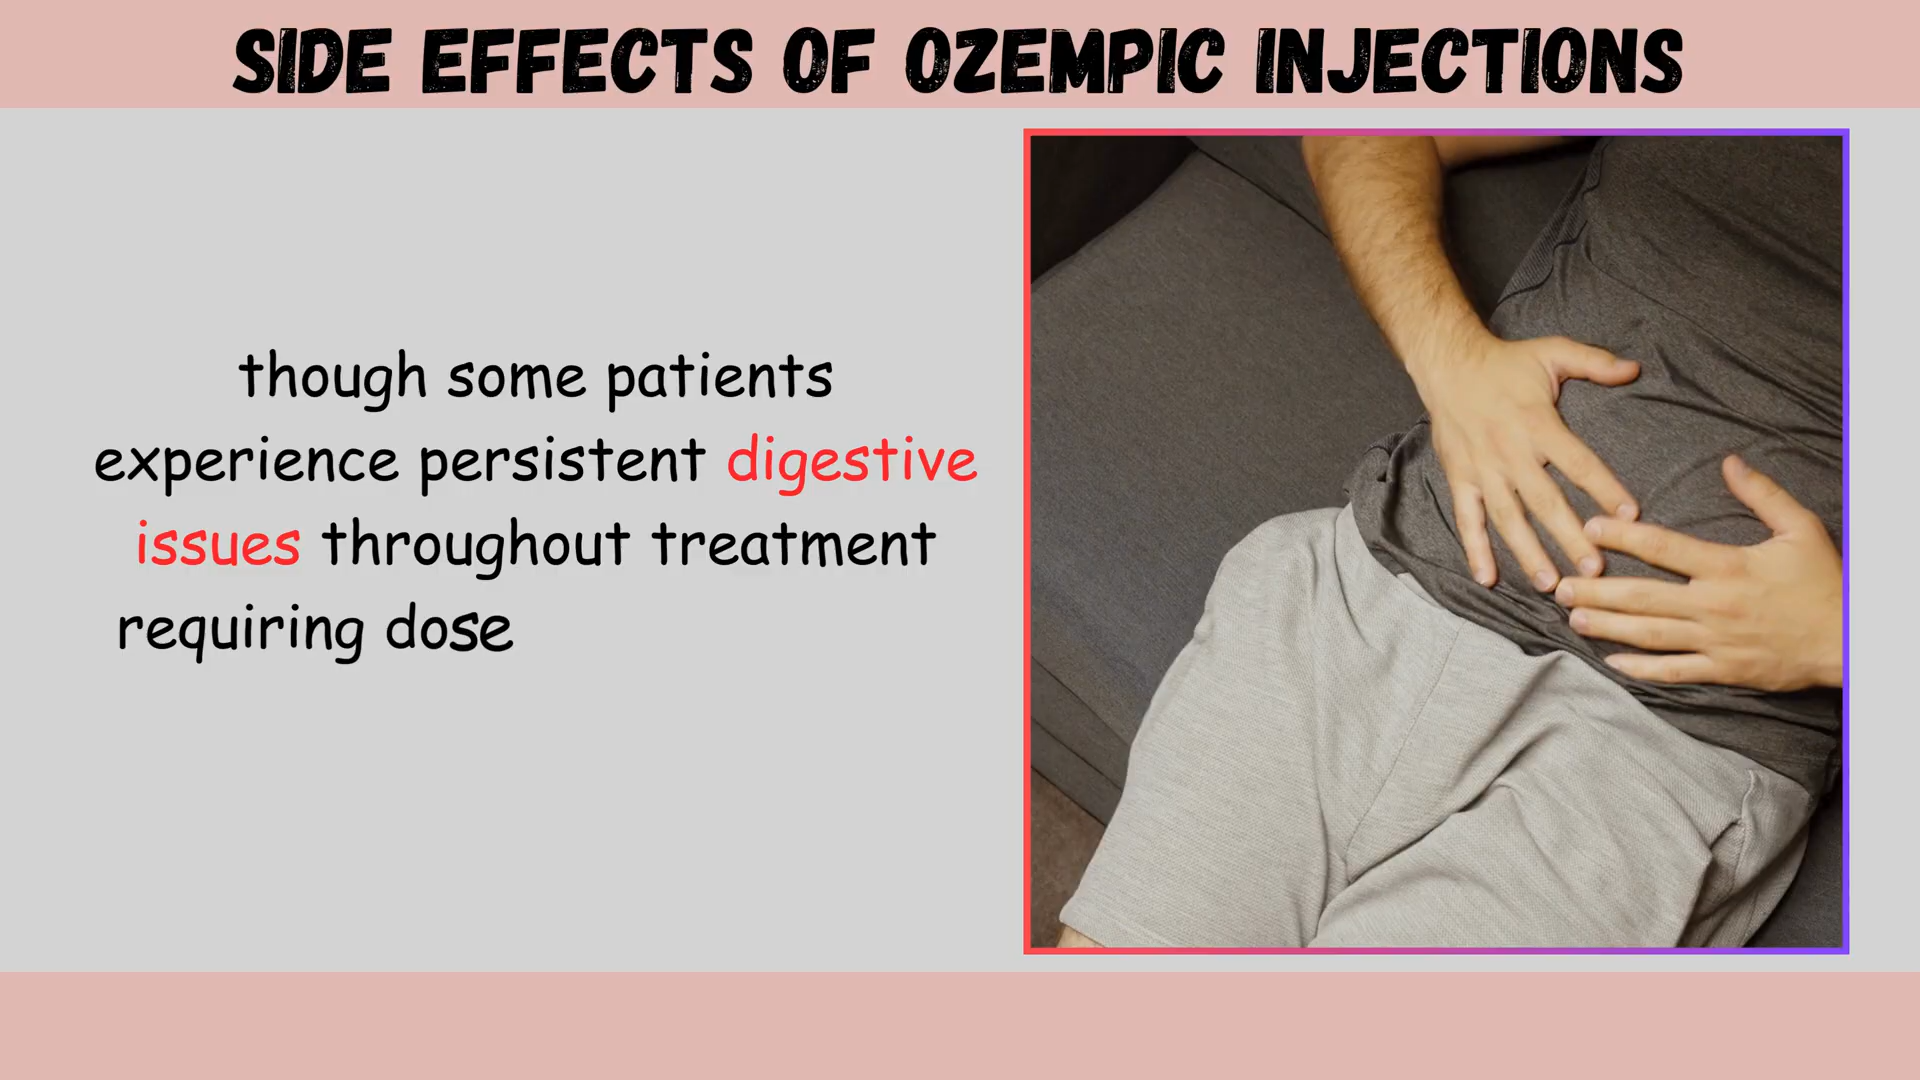 SIDE EFFECTS OF OZEMPIC INJECTIONS
though some patients
experience persistent digestive
issues throughout treatment
requiring dose